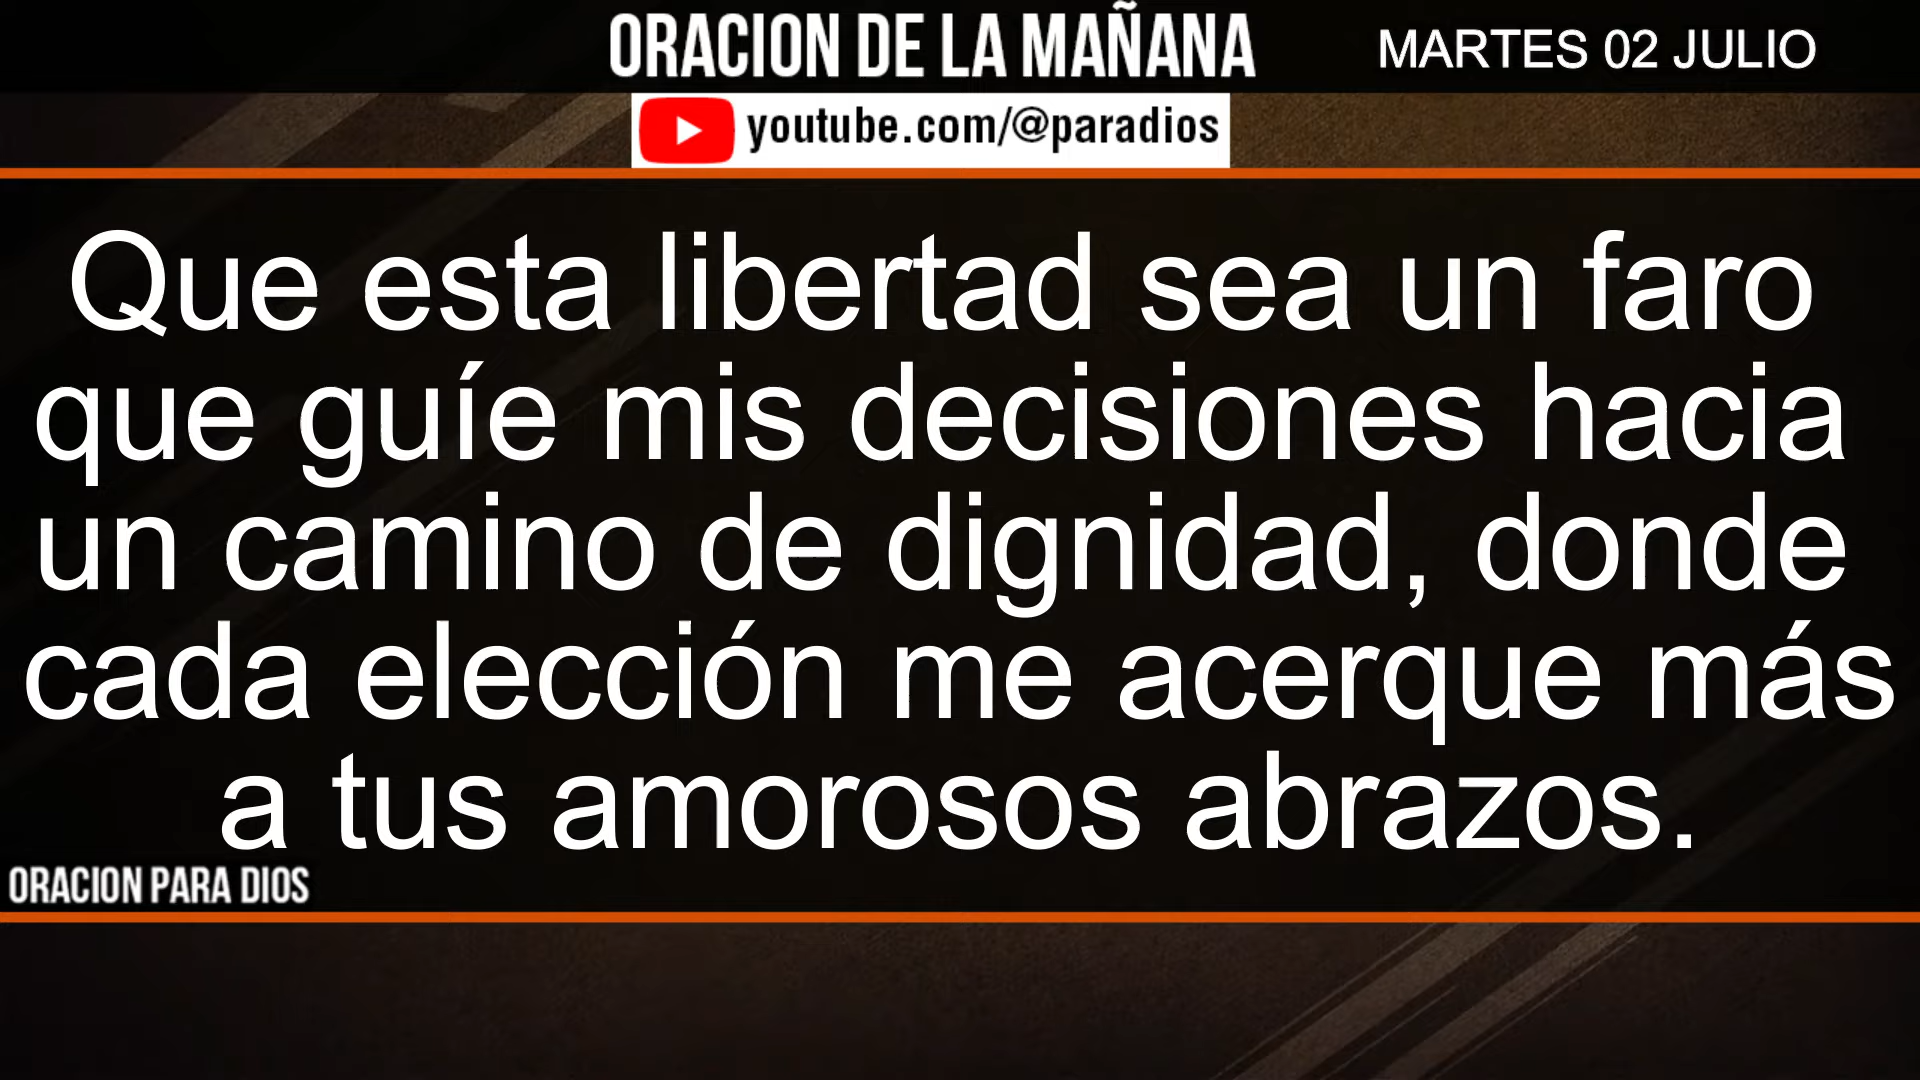 ORACION DE LA MAÑANA
MARTES 02 JULIO
youtube.com/@paradios
Que esta libertad sea un faro
que guíe mis decisiones hacia
un camino de dignidad, donde
cada elección me acerque más
a tus amorosos abrazos.
ORACION PARA DIOS